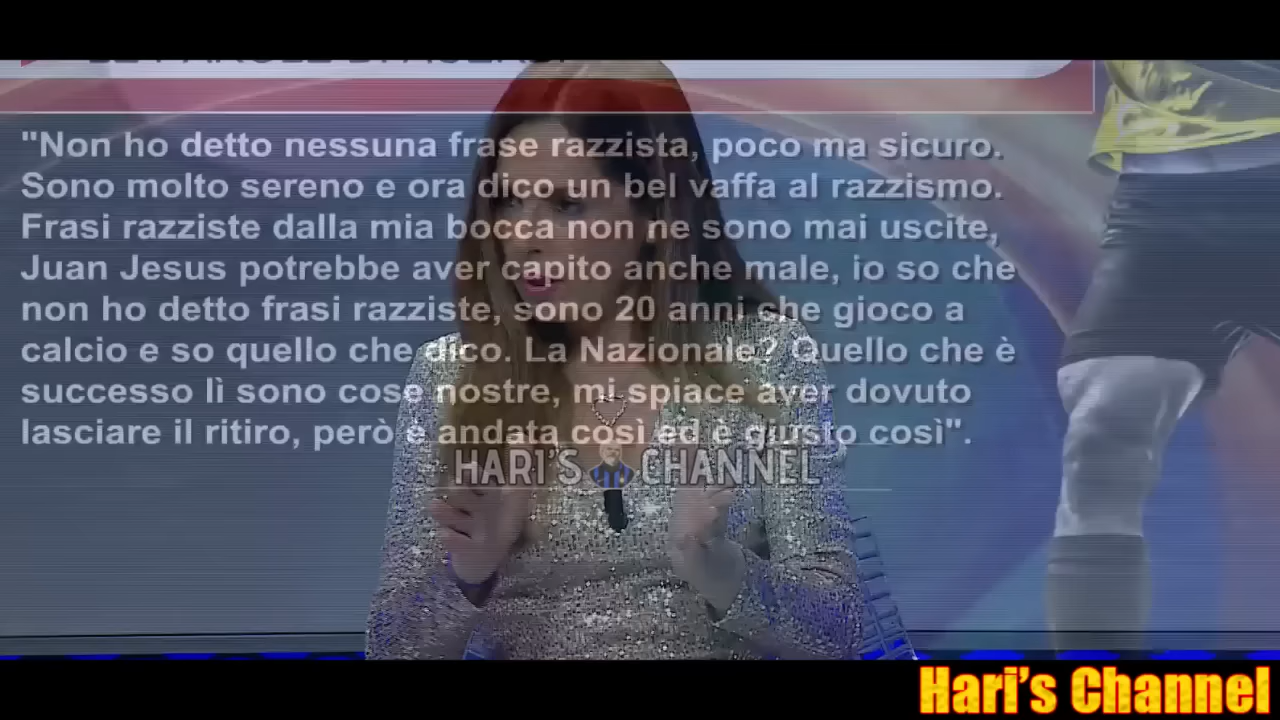 "Non ho detto nessuna frase razzista, poco ma sicuro.
Sono molto sereno e ora dico un bel vaffa al razzismo.
Frasi razziste dalla mia bocca non ne sono mai uscite,
Juan Jesus potrebbe aver capito anche male, io so che
non ho detto frasi razziste, sono 20 anni che gioco a
calcio e so quello che dico. La Nazionale? Quello che è
successo lì sono cose nostre, mi spiace aver dovuto
lasciare il ritiro, però è andata così ed è giusto così".
HARI'S CHANNEL
Hari's Channel